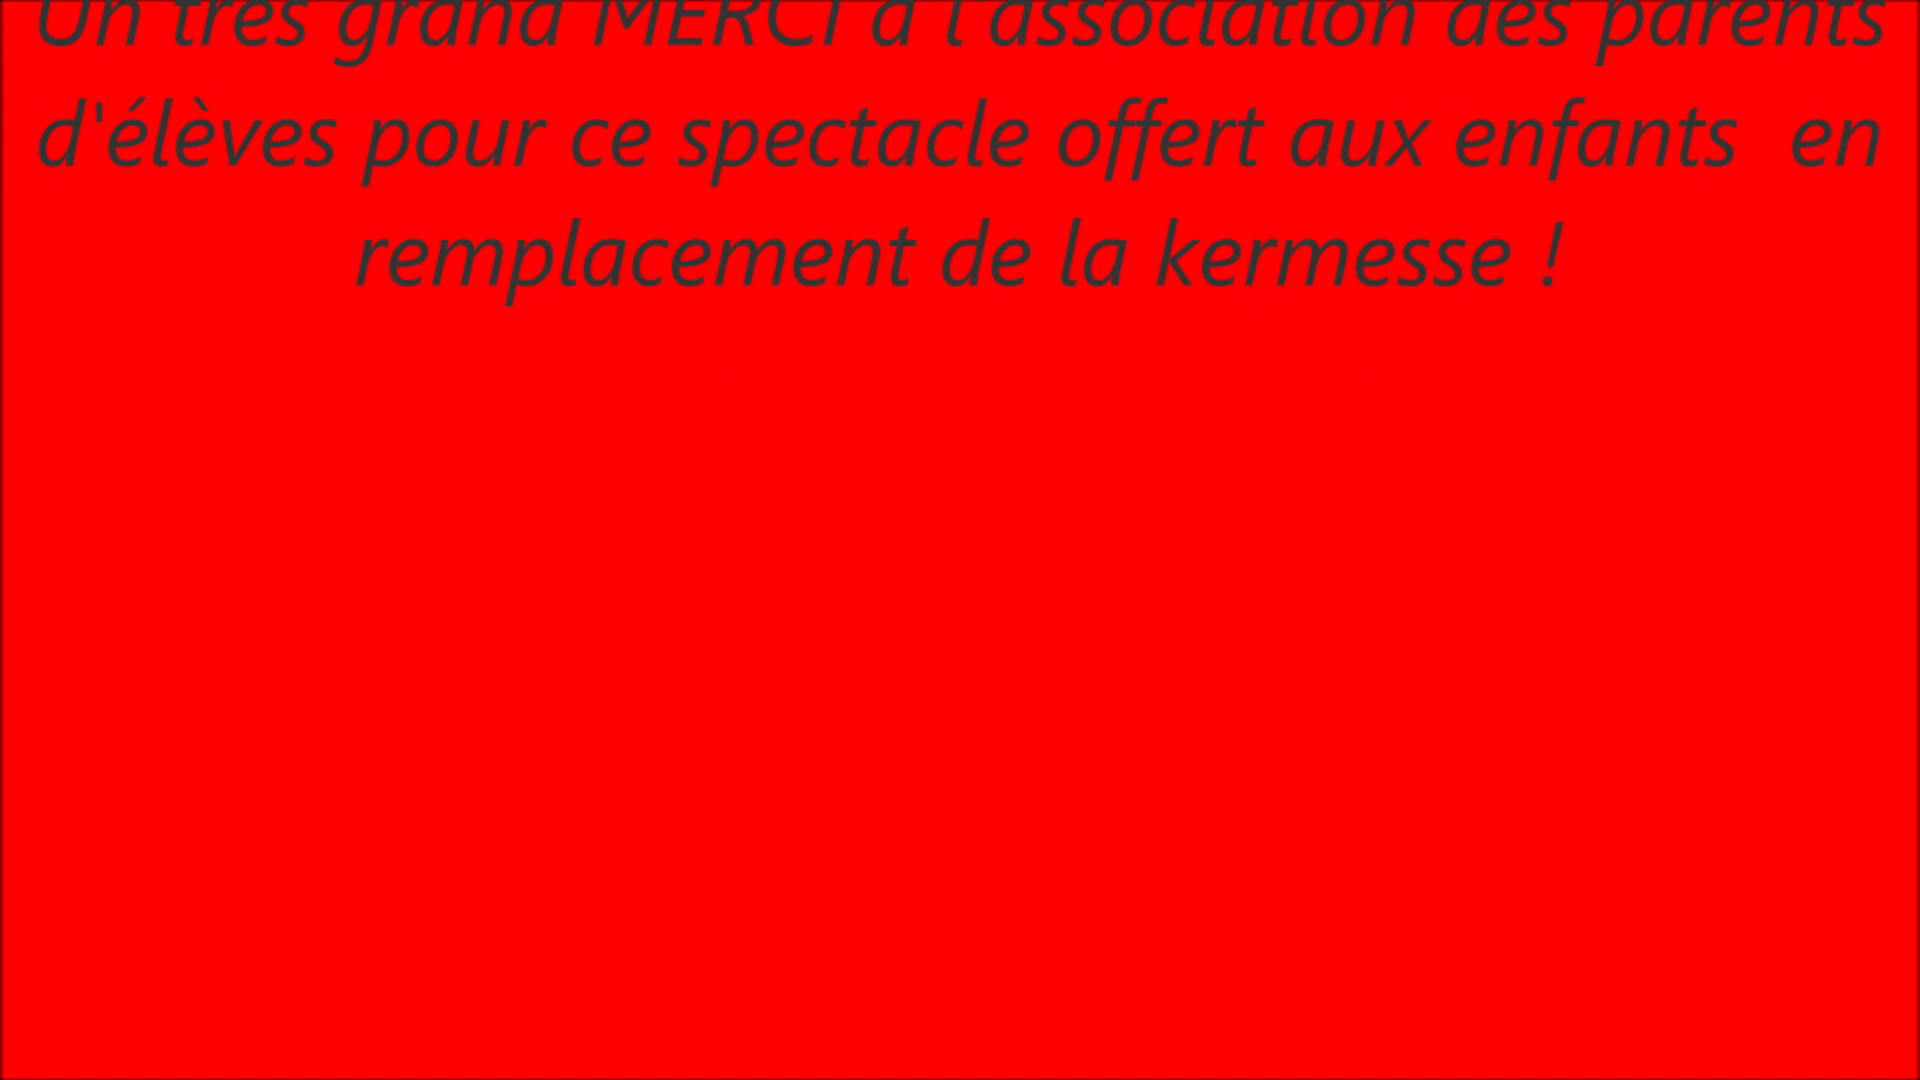 Un très grand MERCI à l'association des parents
d'élèves pour ce spectacle offert aux enfants  en
remplacement de la kermesse !